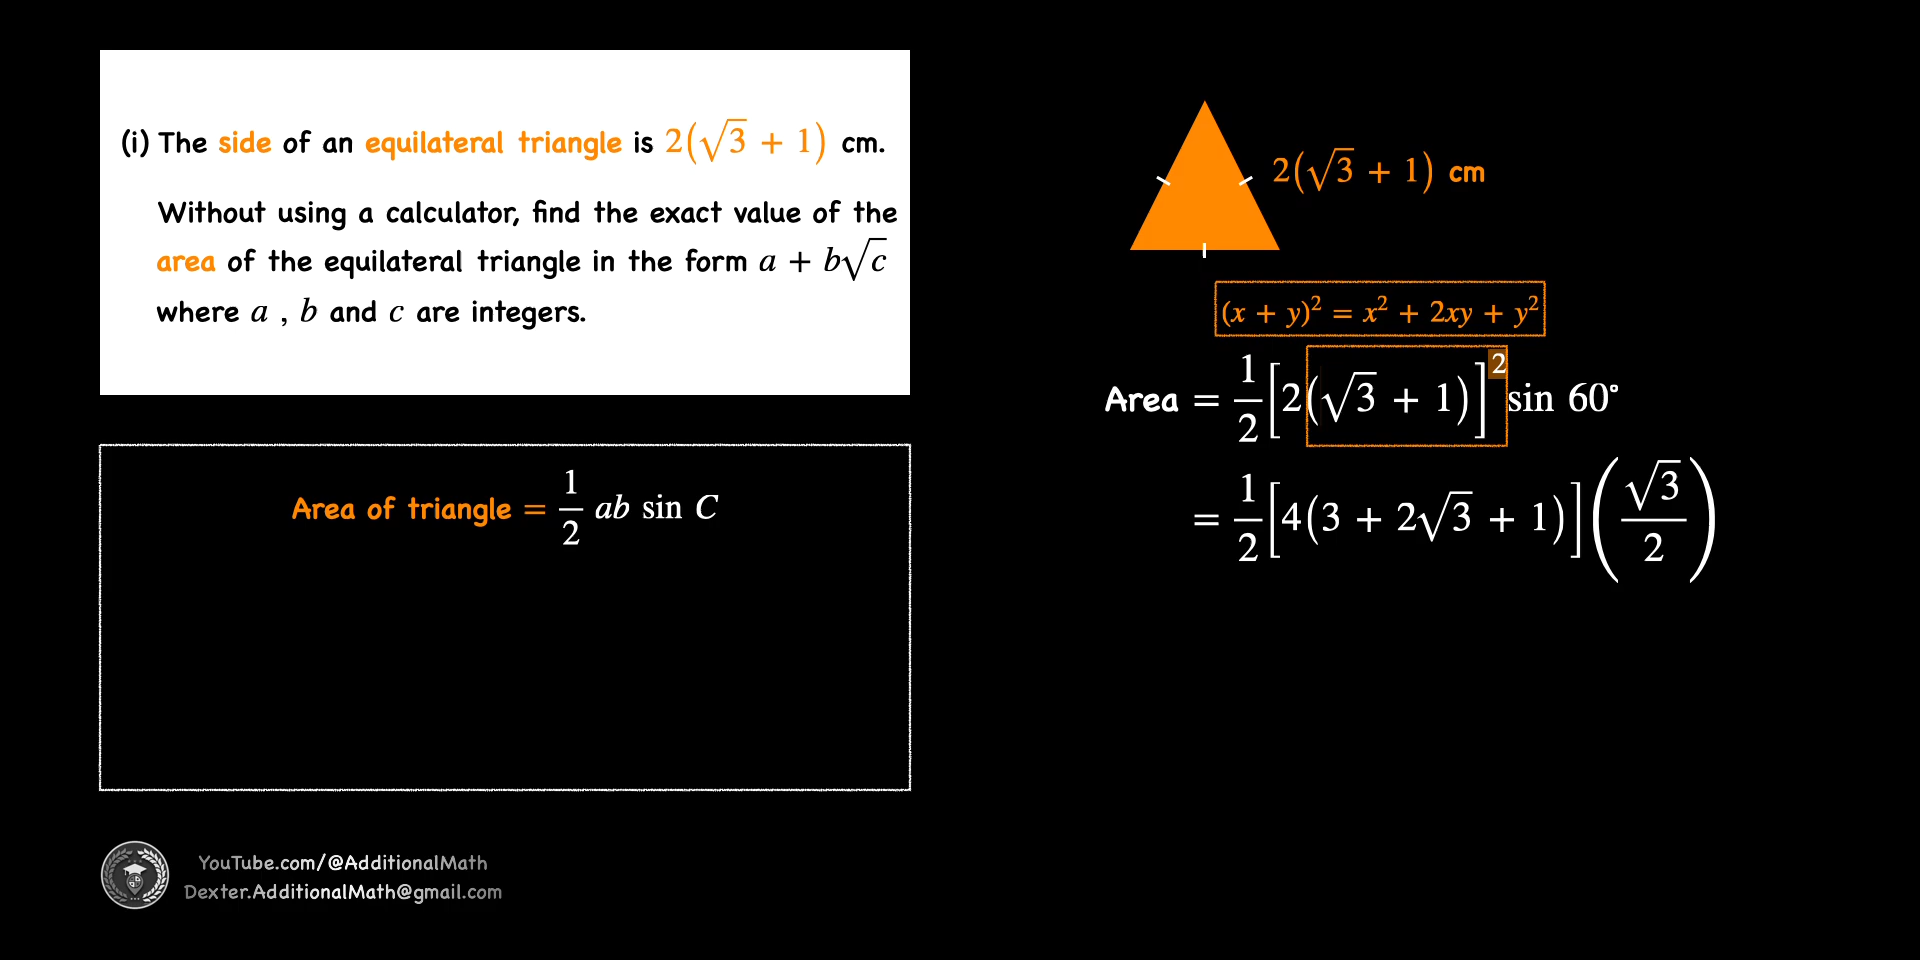 (i) The side of an equilateral triangle is 2(√3 + 1) cm.
Without using a calculator, find the exact value of the
area of the equilateral triangle in the form a + b√c
where a , b and c are integers.
Area of triangle = 1/2 ab sin C
2(√3 + 1) cm
(x + y)² = x² + 2xy + y²
Area = 1/2 [2(√3 + 1)]² sin 60°
= 1/2 [4(3 + 2√3 + 1)] (√3/2)
YouTube.com/@AdditionalMath
Dexter.AdditionalMath@gmail.com